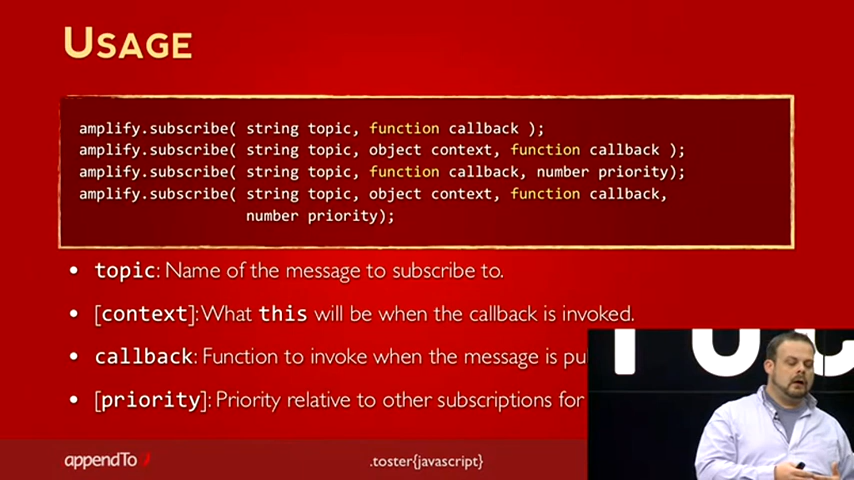 USAGE
amplify.subscribe( string topic, function callback );
amplify.subscribe( string topic, object context, function callback );
amplify.subscribe( string topic, function callback, number priority);
amplify.subscribe( string topic, object context, function callback,
number priority);
• topic: Name of the message to subscribe to.
• [context]: What this will be when the callback is invoked.
• callback: Function to invoke when the message is
• [priority]: Priority relative to other subscriptions for
appendTo
.toster{javascript}